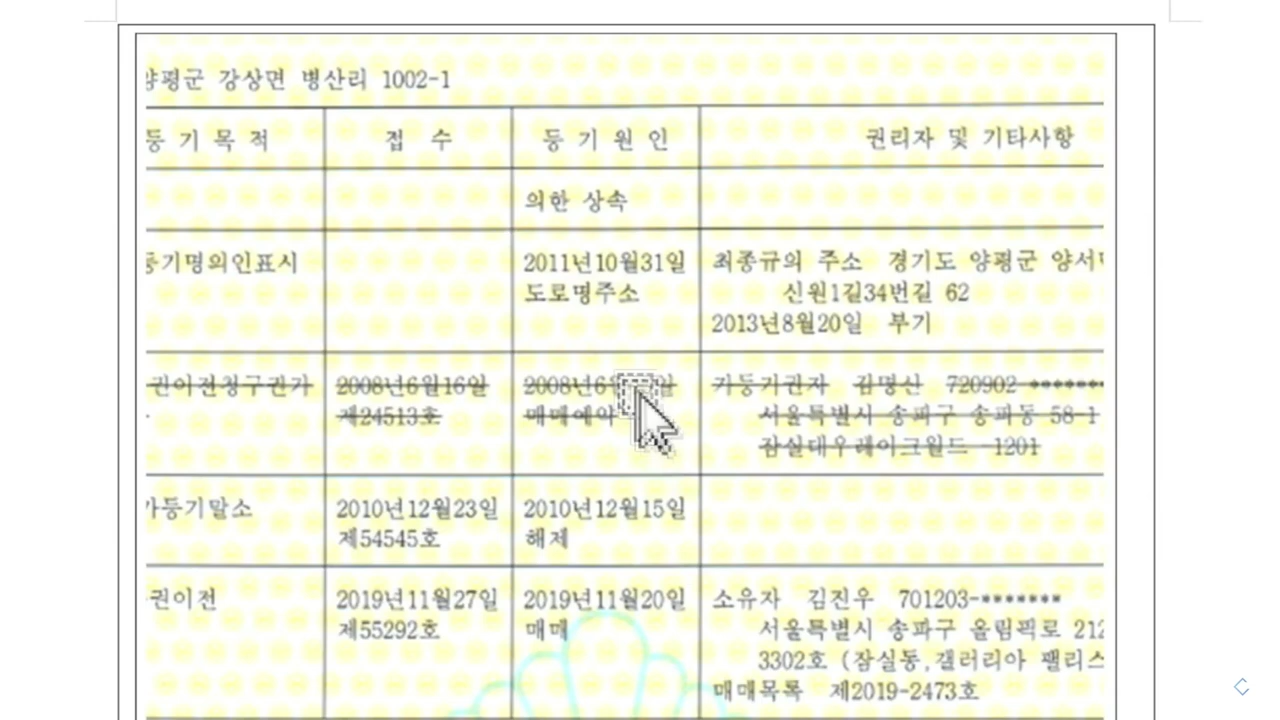 양평군 강상면 병산리 1002-1
등 기 목 적 접 수 등 기 원 인 권리자 및 기타사항
의한 상속
등기명의인표시 2011년10월31일 최종규의 주소 경기도 양평군 양서면
도로명주소 신원1길34번길 62
2013년8월20일 부기
권이전청구권가 2008년6월16일 2008년6 일 가등기권자 김명신 720902-*******
제24513호 매매예약 서울특별시 송파구 송파동 58-1
잠실대우레이크월드 -1201
가등기말소 2010년12월23일 2010년12월15일
제54545호 해제
권이전 2019년11월27일 2019년11월20일 소유자 김진우 701203-*******
제55292호 매매 서울특별시 송파구 올림픽로 212
3302호 (잠실동,갤러리아 팰리스
매매목록 제2019-2473호